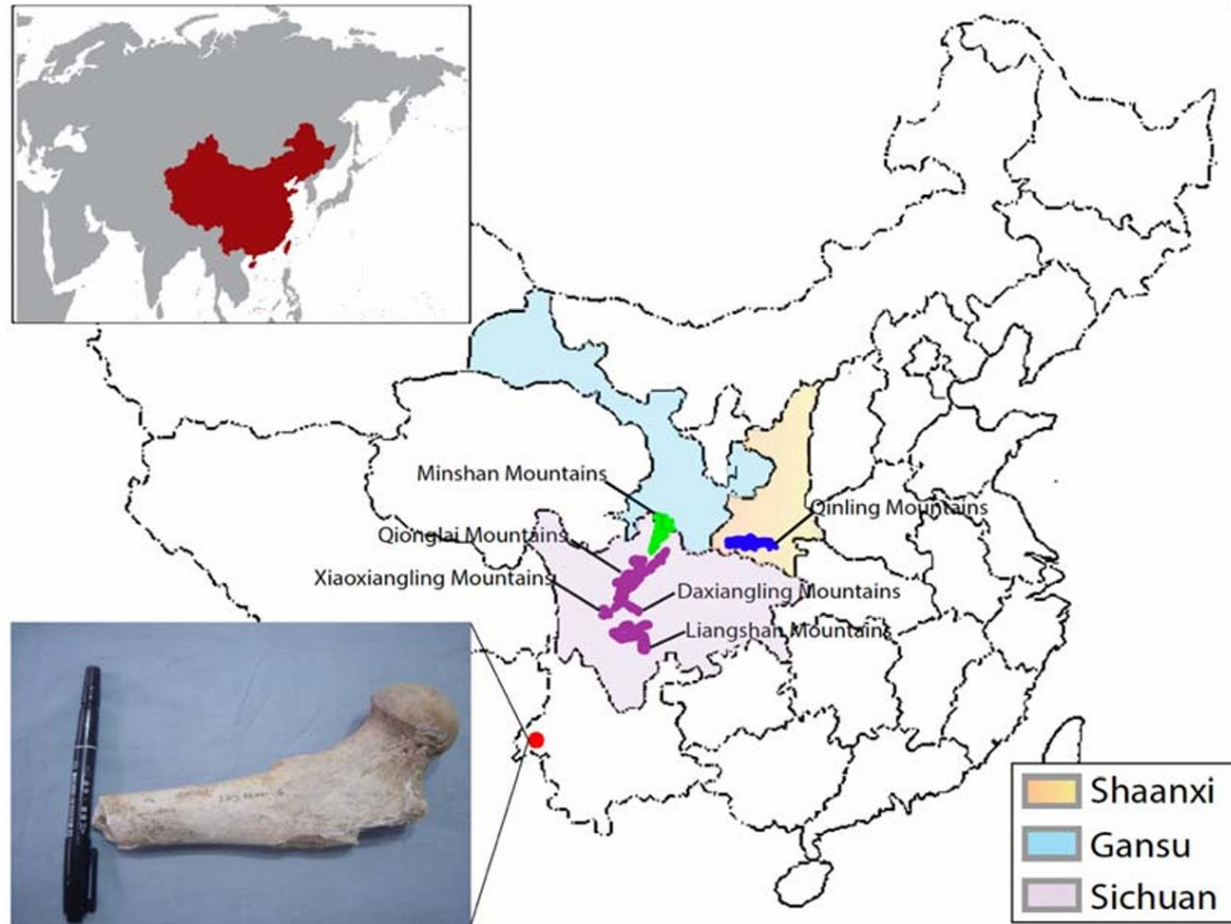 Minshan Mountains
Qinling Mountains
Qionglai Mountains
Xiaoxiangling Mountains
Daxiangling Mountains
Liangshan Mountains
Shaanxi
Gansu
Sichuan